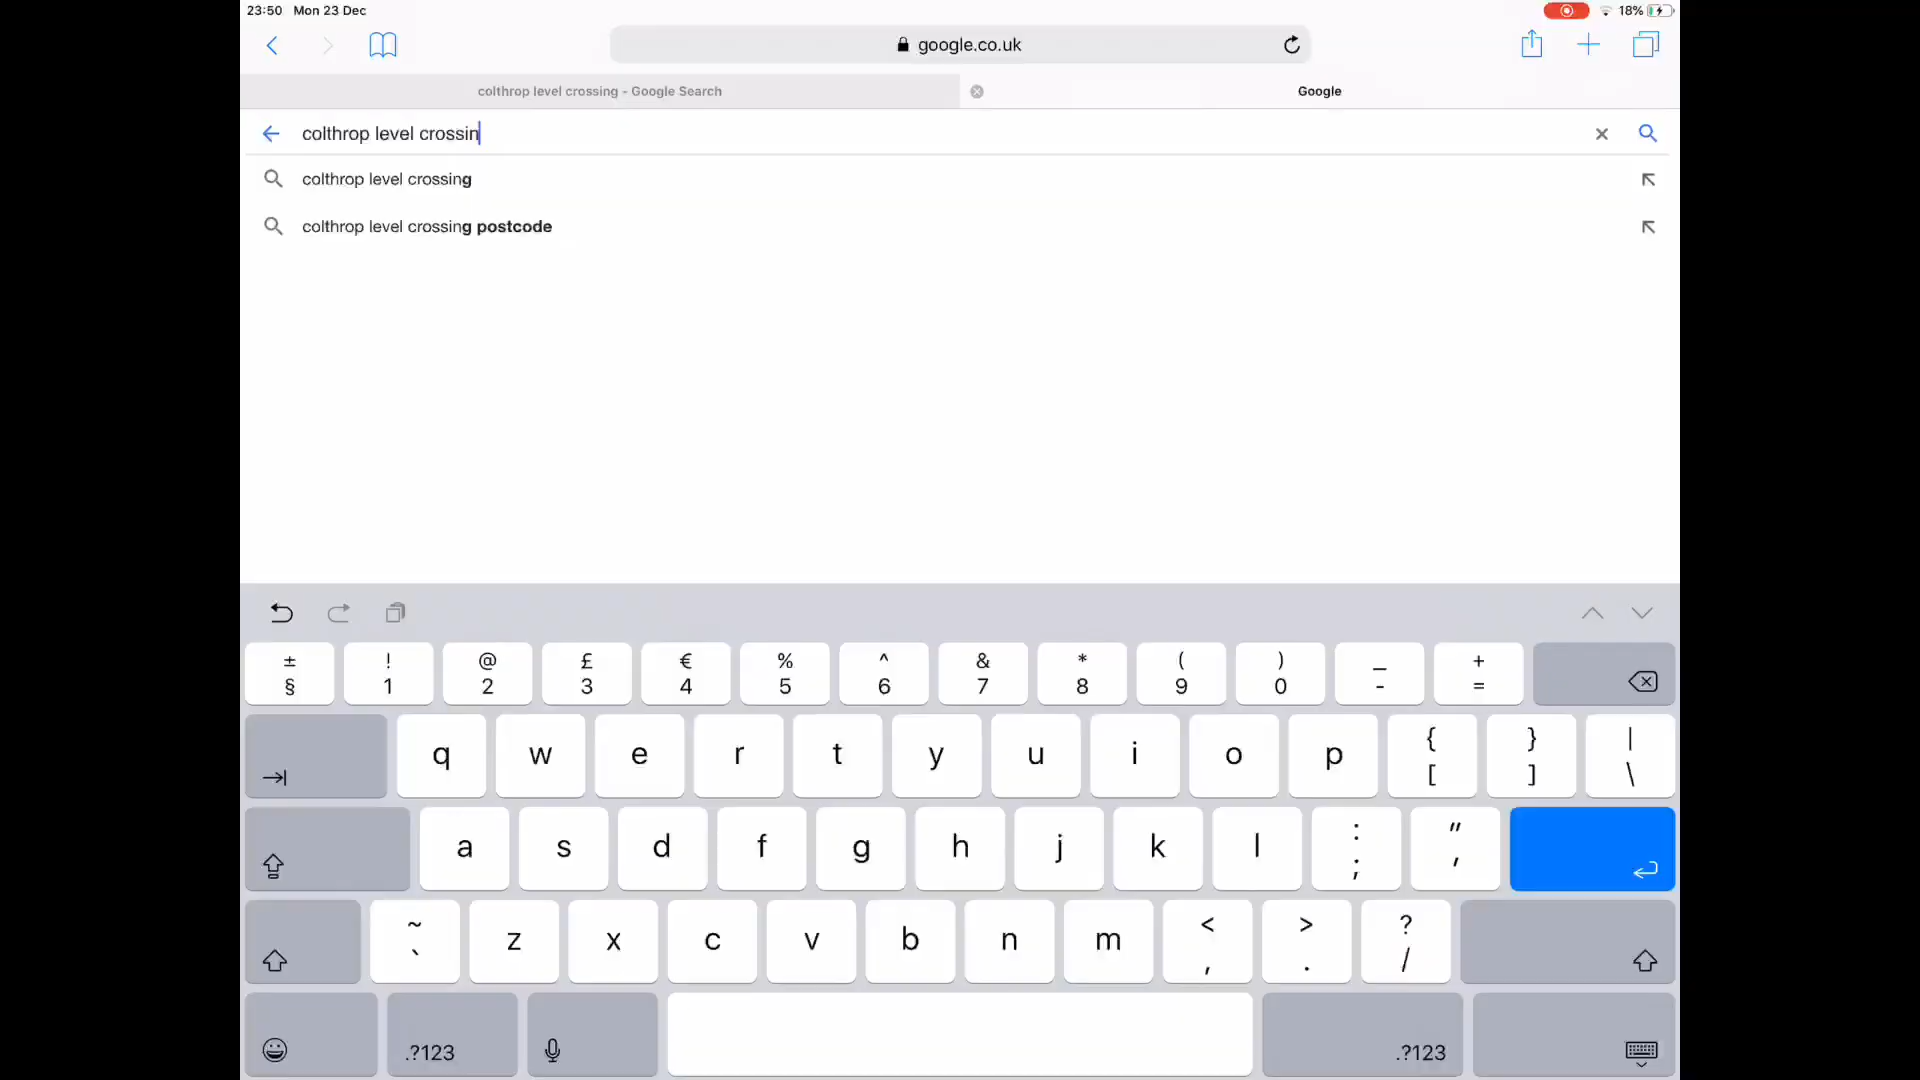 23:50 Mon 23 Dec
18%
google.co.uk
colthrop level crossing - Google Search
Google
colthrop level crossin
colthrop level crossing
colthrop level crossing postcode
± ! @ £ € % ^ & * ( ) _ +
§ 1 2 3 4 5 6 7 8 9 0 - =
q w e r t y u i o p { } |
[ ] \
a s d f g h j k l : "
; '
~ z x c v b n m < > ?
` , . /
.?123 .?123